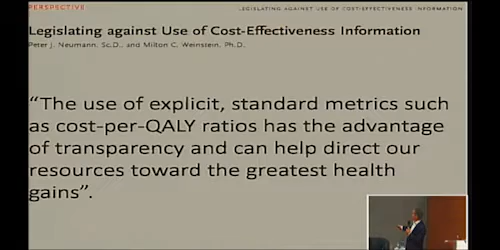 PERSPECTIVE
LEGISLATING AGAINST USE OF COST-EFFECTIVENESS INFORMATION
Legislating against Use of Cost-Effectiveness Information
Peter J. Neumann, Sc.D., and Milton C. Weinstein, Ph.D.
“The use of explicit, standard metrics such
as cost-per-QALY ratios has the advantage
of transparency and can help direct our
resources toward the greatest health
gains”.